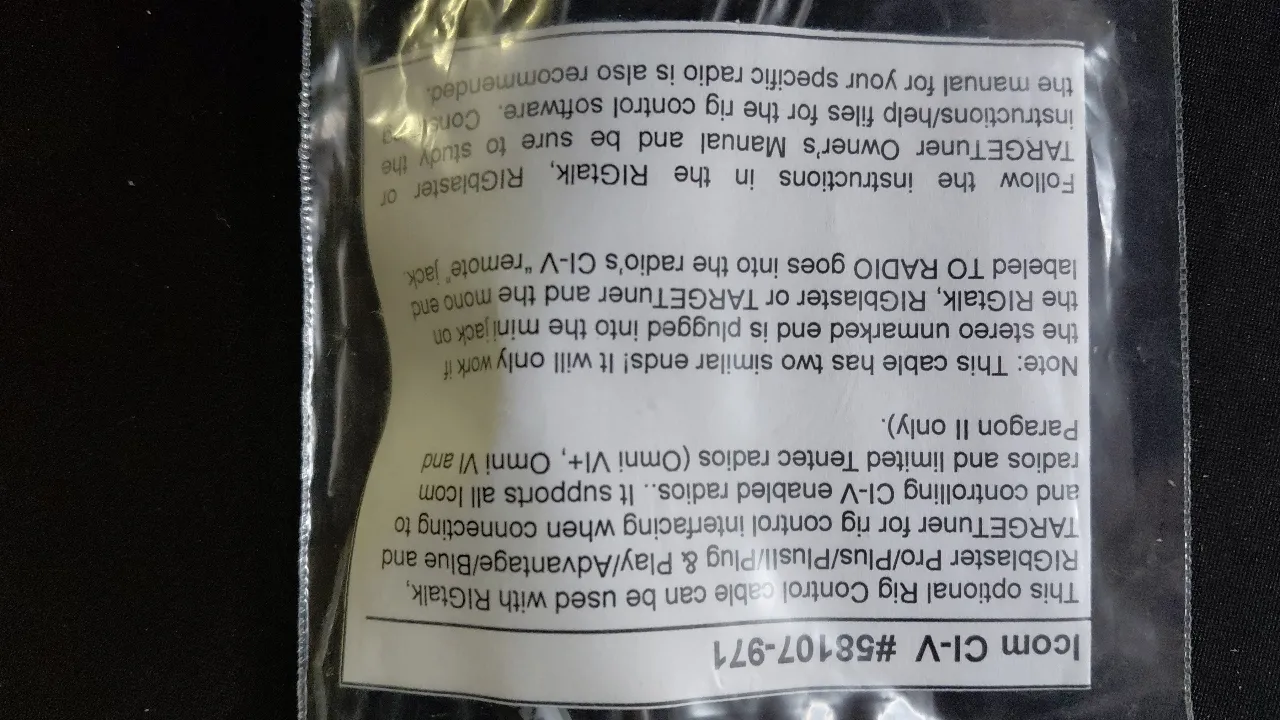 Icom CI-V #58107-971
This optional Rig Control cable can be used with RIGtalk,
RIGblaster Pro/Plus/PlusII/Plug & Play/Advantage/Blue and
TARGETuner for rig control interfacing when connecting to
and controlling CI-V enabled radios.. It supports all Icom
radios and limited Tentec radios (Omni VI+, Omni VI and
Paragon II only).
Note: This cable has two similar ends! It will only work if
the stereo unmarked end is plugged into the mini jack on
the RIGtalk, RIGblaster or TARGETuner and the mono end
labeled TO RADIO goes into the radio's CI-V "remote" jack.
Follow the instructions in the RIGtalk, RIGblaster or
TARGETuner Owner's Manual and be sure to study the
instructions/help files for the rig control software.
the manual for your specific radio is also recommended.